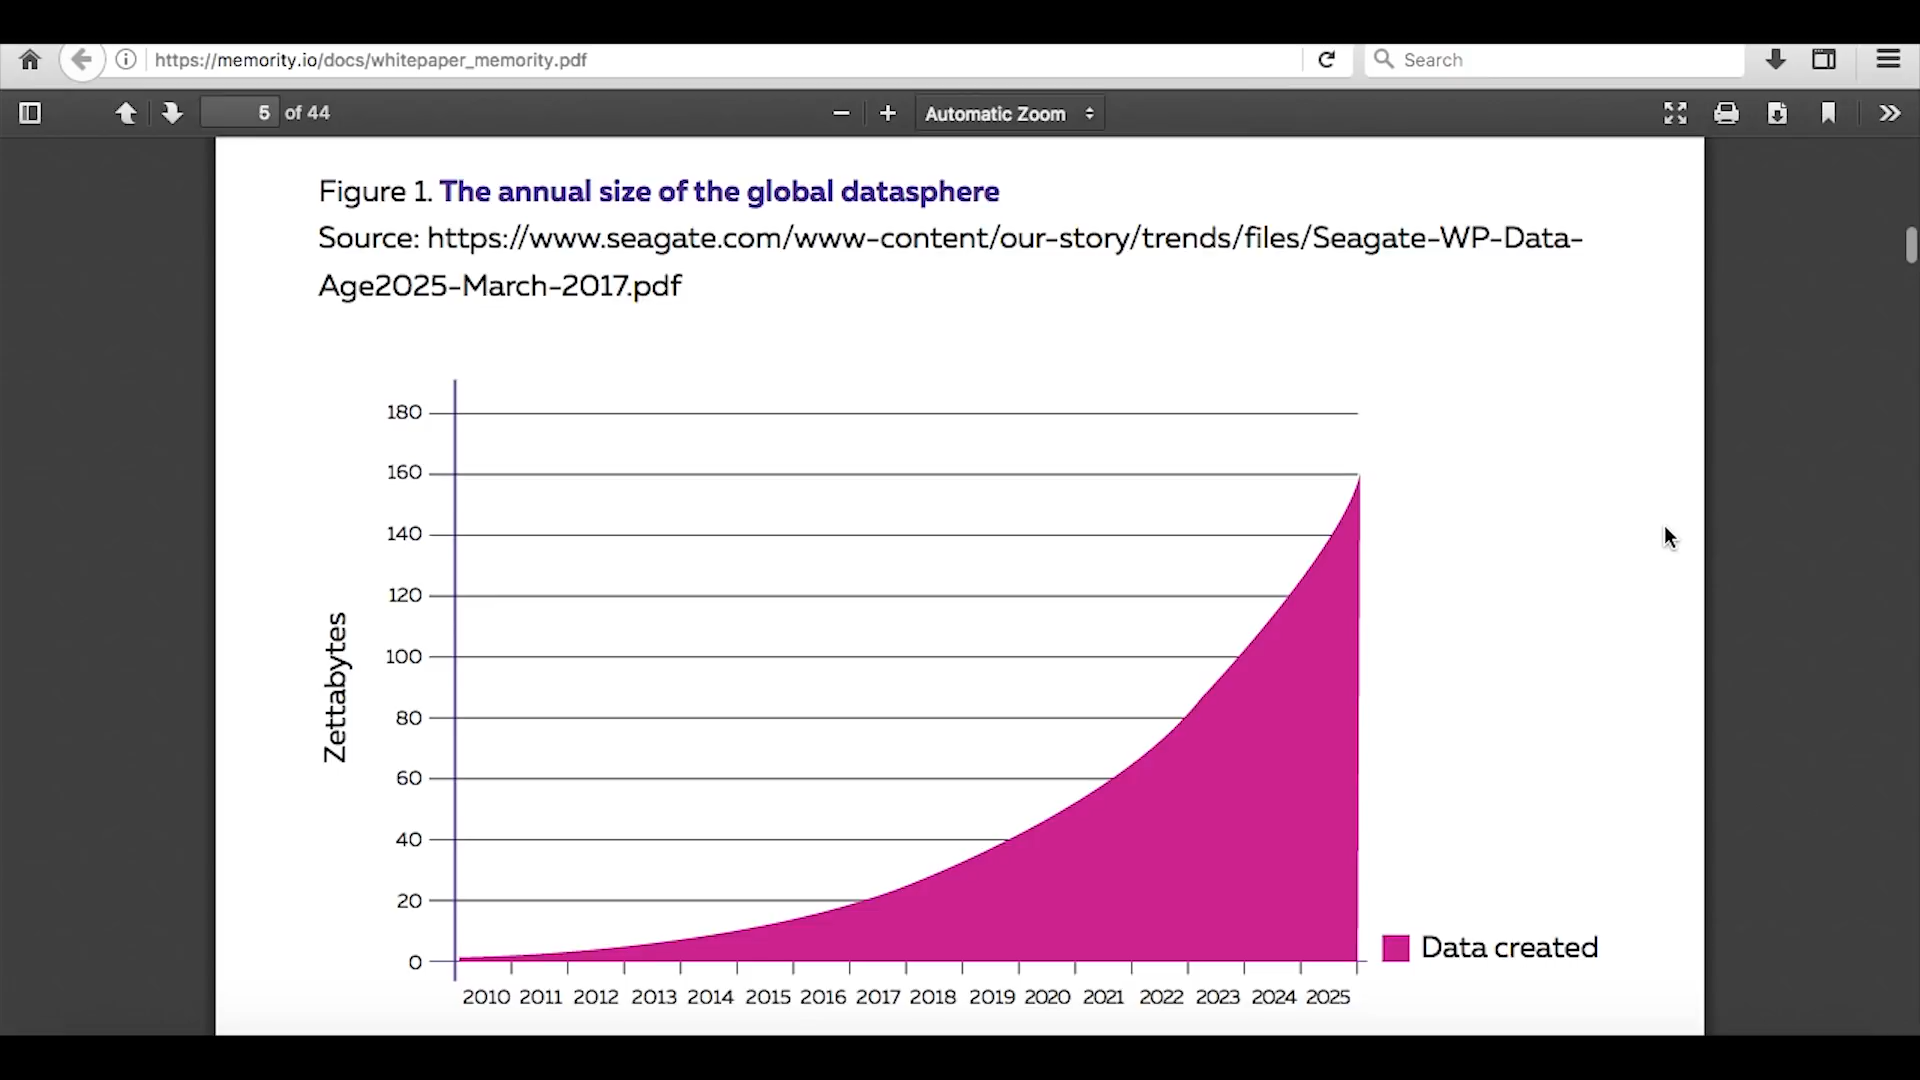 https://memority.io/docs/whitepaper_memority.pdf
Search
5 of 44
Automatic Zoom
Figure 1. The annual size of the global datasphere
Source: https://www.seagate.com/www-content/our-story/trends/files/Seagate-WP-Data-
Age2025-March-2017.pdf
180
160
140
120
100
80
60
40
20
0
Zettabytes
Data created
2010 2011 2012 2013 2014 2015 2016 2017 2018 2019 2020 2021 2022 2023 2024 2025